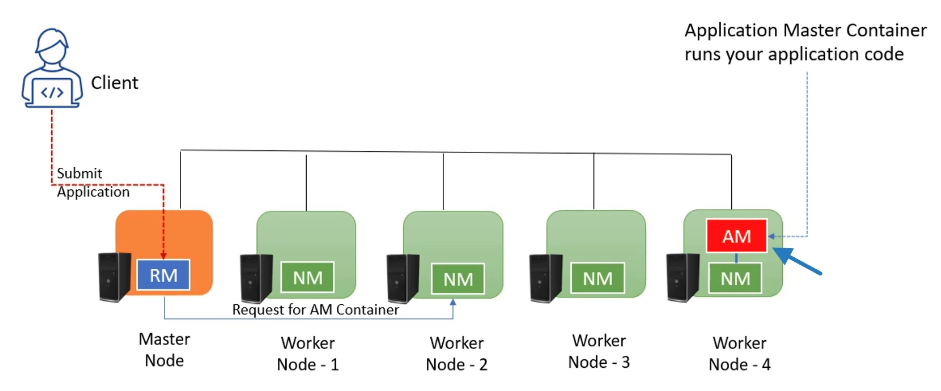 Application Master Container
runs your application code
Client
</>
Submit
Application
AM
RM
NM
NM
NM
NM
Request for AM Container
Master
Node
Worker
Node - 1
Worker
Node - 2
Worker
Node - 3
Worker
Node - 4